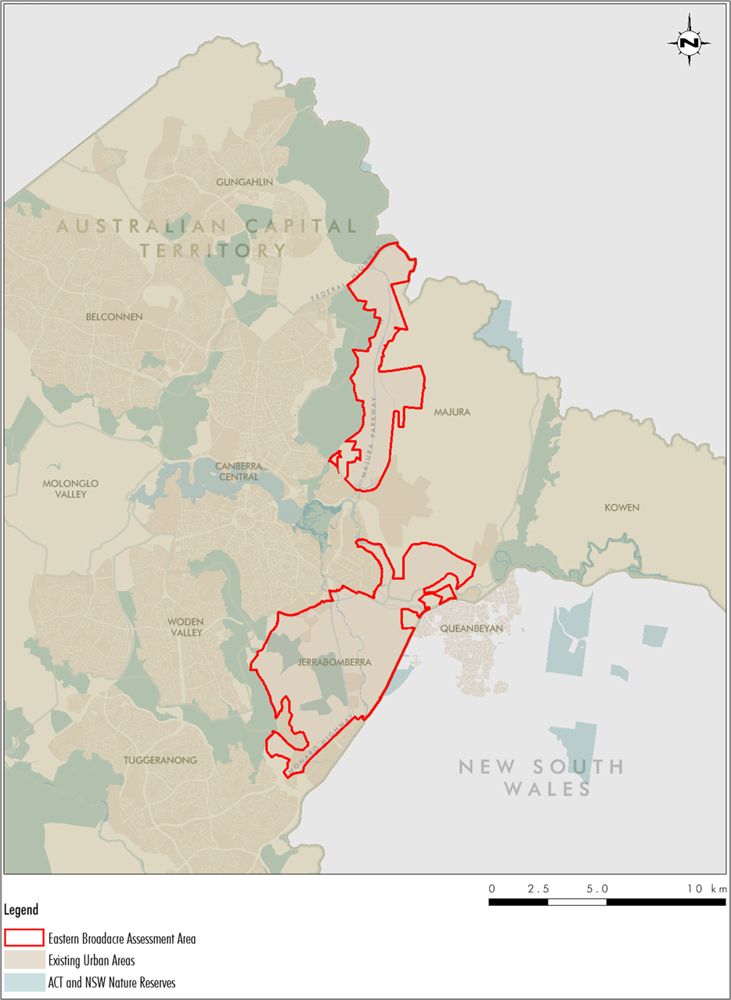 N
GUNGAHLIN
AUSTRALIAN CAPITAL
TERRITORY
FEDERAL HIGHWAY
BELCONNEN
MAJURA
MAJURA PARKWAY
CANBERRA
CENTRAL
MOLONGLO
VALLEY
KOWEN
WODEN
VALLEY
QUEANBEYAN
JERRABOMBERRA
MONARO HIGHWAY
TUGGERANONG
NEW SOUTH
WALES
0 2.5 5.0 10 km
Legend
Eastern Broadacre Assessment Area
Existing Urban Areas
ACT and NSW Nature Reserves